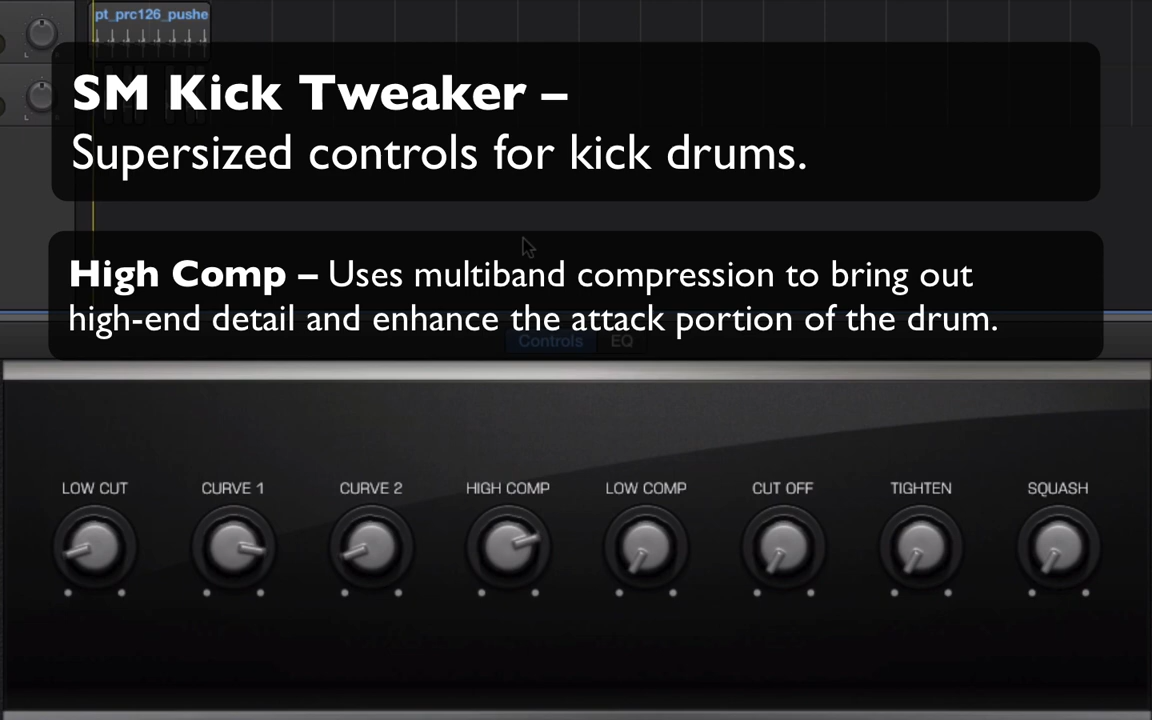 pt_prc126_pushe
SM Kick Tweaker –
Supersized controls for kick drums.
High Comp – Uses multiband compression to bring out
high-end detail and enhance the attack portion of the drum.
Controls EQ
LOW CUT CURVE 1 CURVE 2 HIGH COMP LOW COMP CUT OFF TIGHTEN SQUASH